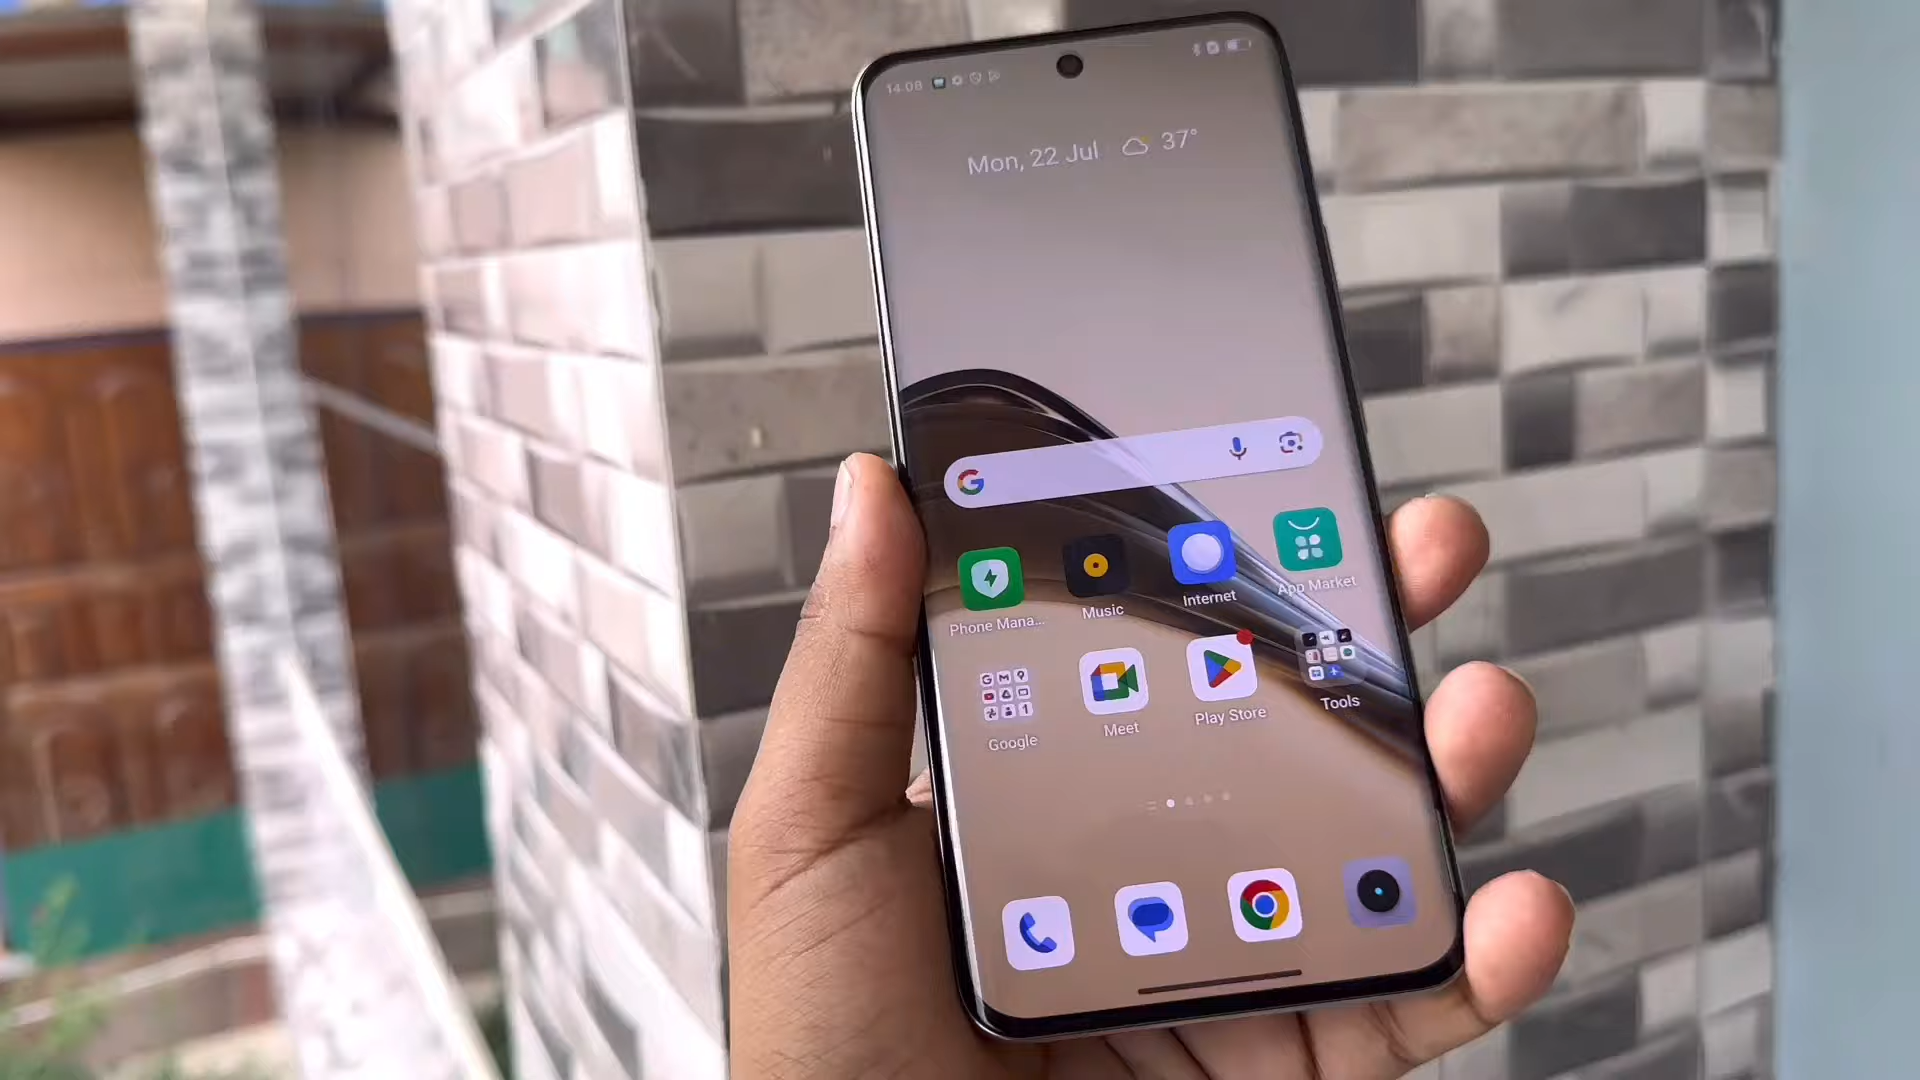 14:08
Mon, 22 Jul 37°
G
Phone Mana...
Music
Internet
App Market
Google
Meet
Play Store
Tools